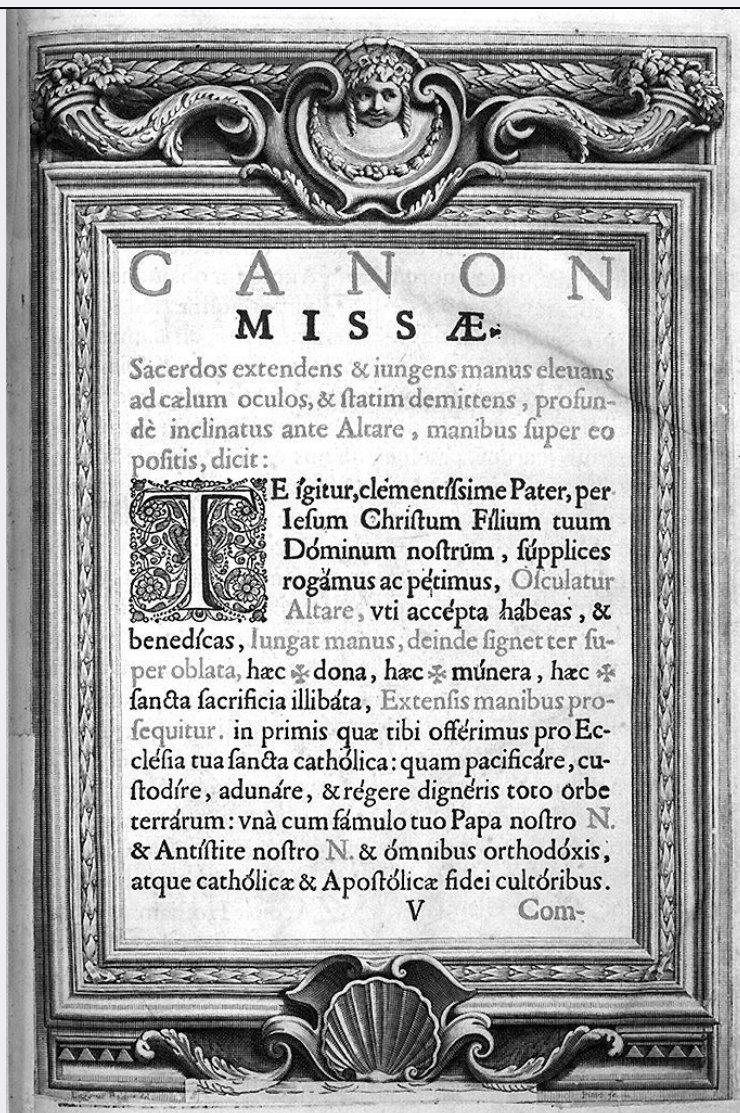 CANON
MISSÆ.
Sacerdos extendens & iungens manus eleuans
ad cælum oculos, & ſtatim demittens, profun-
dè inclinatus ante Altare, manibus ſuper eo
poſitis, dicit:
TE ígitur, clementíſſime Pater, per
Ieſum Chriſtum Fílium tuum
Dóminum noſtrum, ſúpplices
rogámus ac pétimus, Oſculatur
Altare, vti accépta hábeas, &
benedícas, Iungat manus, deinde ſignet ter ſu-
per oblata, hæc ✠ dona, hæc ✠ múnera, hæc ✠
ſancta ſacrificia illibáta, Extenſis manibus pro-
ſequitur. in primis quæ tibi offérimus pro Ec-
cléſia tua ſancta cathólica: quam pacificáre, cu-
ſtodíre, adunáre, & régere dignéris toto orbe
terrárum: vnà cum fámulo tuo Papa noſtro N.
& Antíſtite noſtro N. & ómnibus orthodóxis,
atque cathólicæ & Apoſtólicæ fidei cultóribus.
V Com-